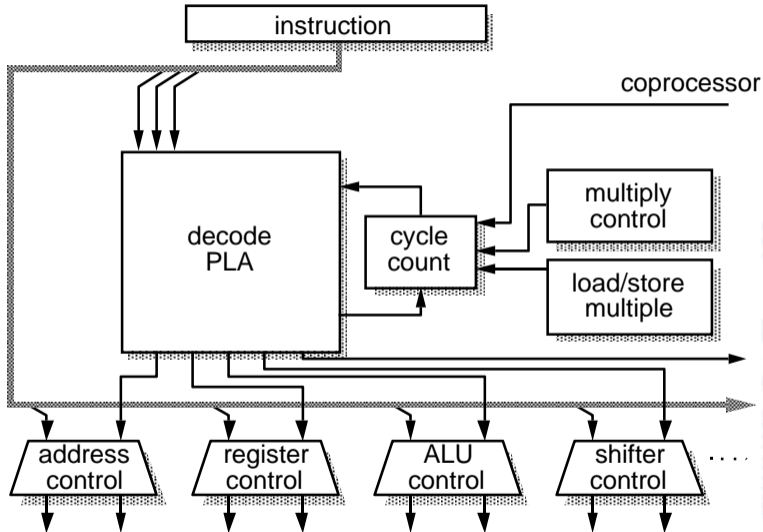 instruction
coprocessor
decode
PLA
cycle
count
multiply
control
load/store
multiple
address
control
register
control
ALU
control
shifter
control